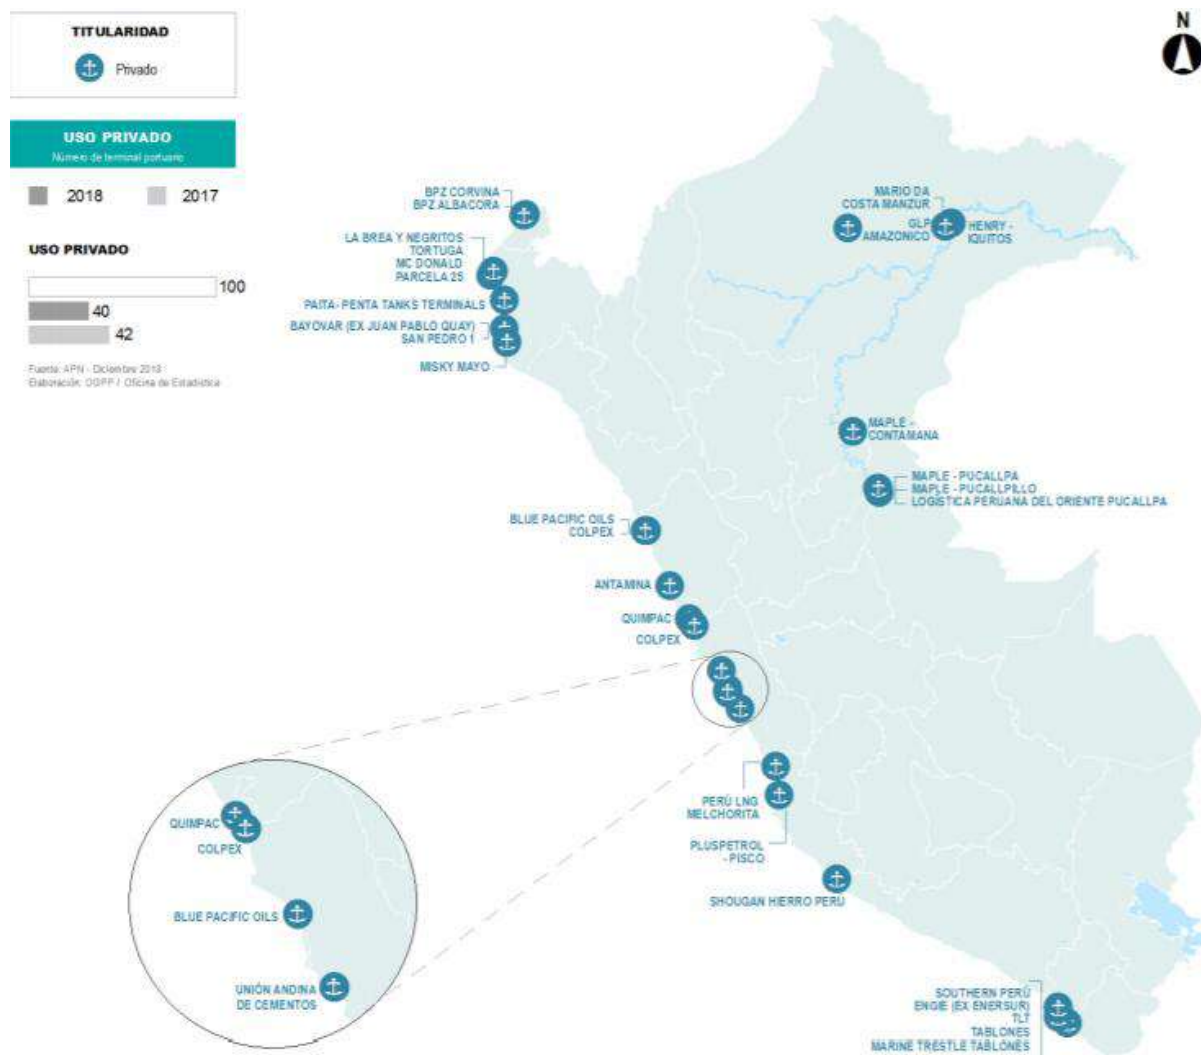 TITULARIDAD
Privado
USO PRIVADO
Número de terminal portuario
2018
2017
USO PRIVADO
100
40
42
Fuente: APN - Diciembre 2018
Elaboración: OGPP / Oficina de Estadística
N
BPZ CORVINA
BPZ ALBACORA
LA BREA Y NEGRITOS
TORTUGA
MC DONALD
PARCELA 25
PAITA- PENTA TANKS TERMINALS
BAYOVAR (EX JUAN PABLO QUAY)
SAN PEDRO 1
MISKY MAYO
MARIO DA
COSTA MANZUR
GLP
AMAZONICO
HENRY -
IQUITOS
MAPLE -
CONTAMANA
MAPLE - PUCALLPA
MAPLE - PUCALLPILLO
LOGÍSTICA PERUANA DEL ORIENTE PUCALLPA
BLUE PACIFIC OILS
COLPEX
ANTAMINA
QUIMPAC
COLPEX
PERÚ LNG
MELCHORITA
PLUSPETROL
- PISCO
SHOUGAN HIERRO PERÚ
QUIMPAC
COLPEX
BLUE PACIFIC OILS
UNIÓN ANDINA
DE CEMENTOS
SOUTHERN PERÚ
ENGIE (EX ENERSUR)
TLT
TABLONES
MARINE TRESTLE TABLONES